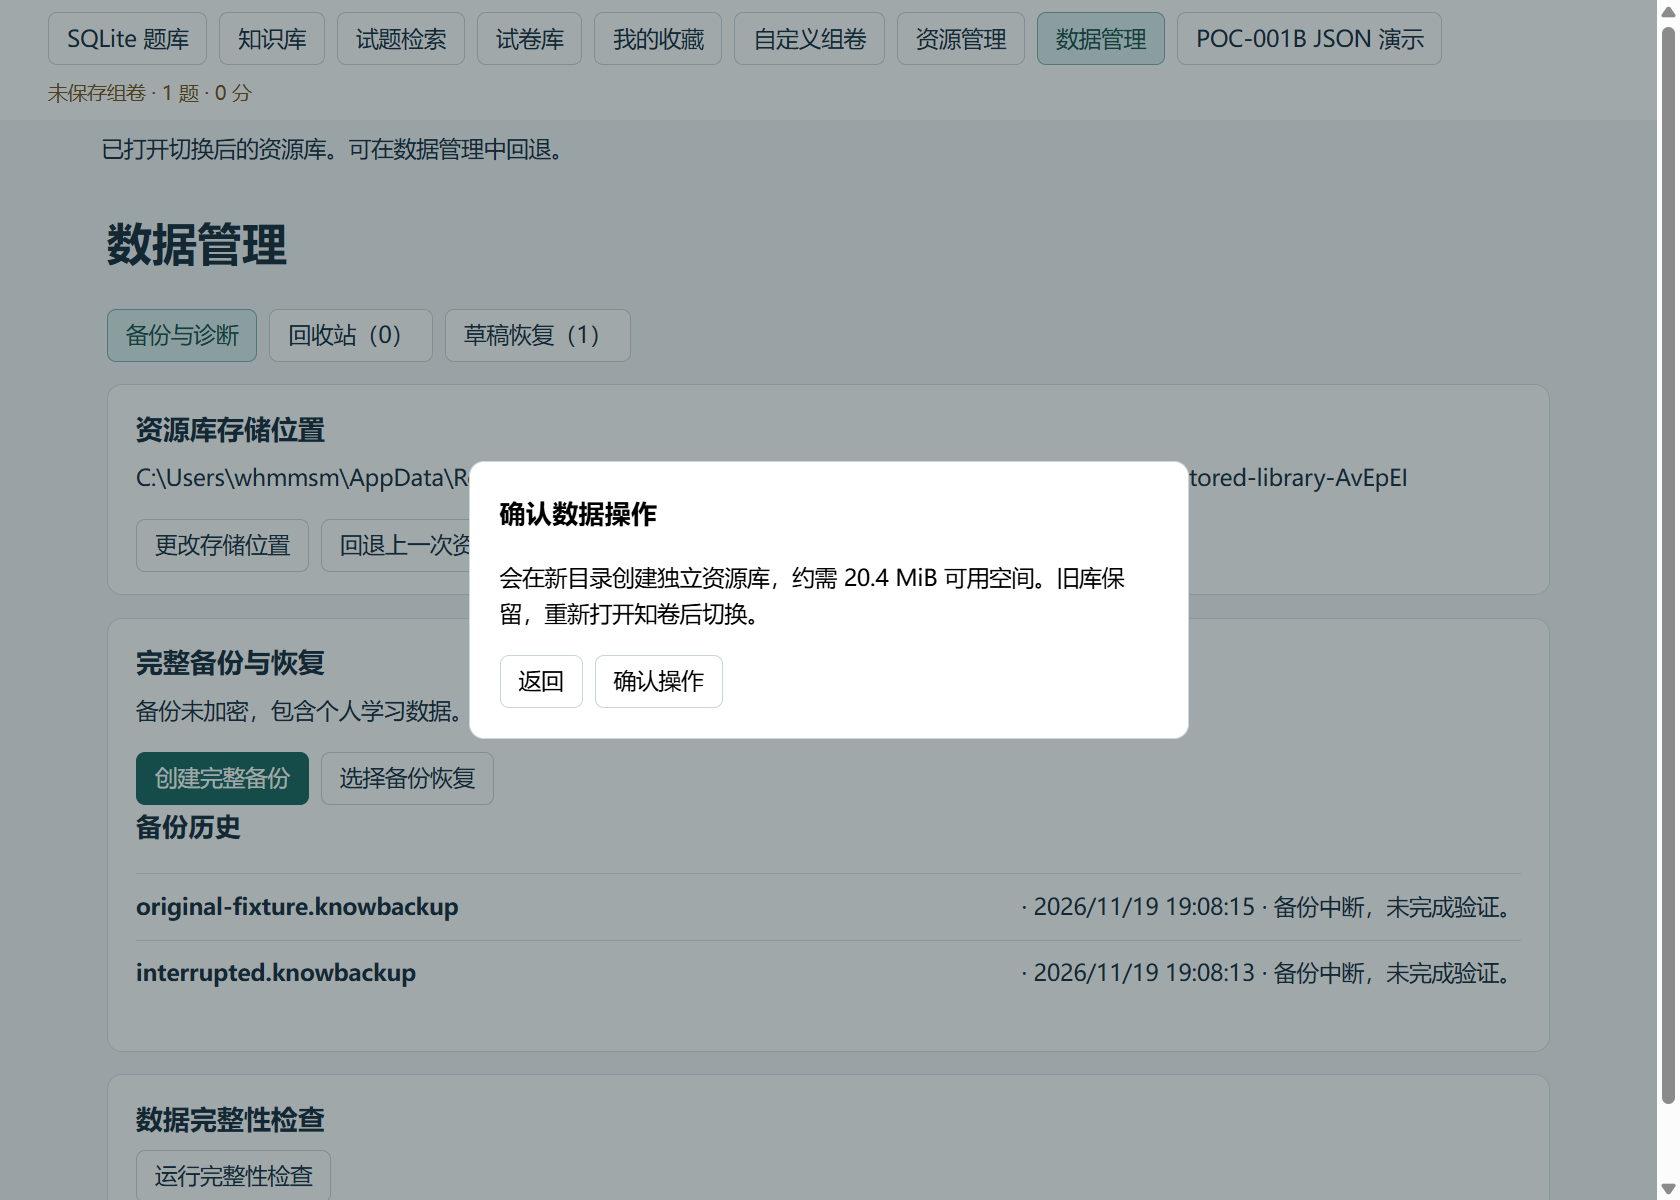 SQLite 题库 知识库 试题检索 试卷库 我的收藏 自定义组卷 资源管理 数据管理 POC-001B JSON 演示
未保存组卷 · 1 题 · 0 分
已打开切换后的资源库。可在数据管理中回退。
数据管理
备份与诊断 回收站（0） 草稿恢复（1）
资源库存储位置
C:\Users\whmmsm\AppData\R tored-library-AvEpEI
更改存储位置 回退上一次资
确认数据操作
会在新目录创建独立资源库，约需 20.4 MiB 可用空间。旧库保
留，重新打开知卷后切换。
返回 确认操作
完整备份与恢复
备份未加密，包含个人学习数据。
创建完整备份 选择备份恢复
备份历史
original-fixture.knowbackup · 2026/11/19 19:08:15 · 备份中断，未完成验证。
interrupted.knowbackup · 2026/11/19 19:08:13 · 备份中断，未完成验证。
数据完整性检查
运行完整性检查